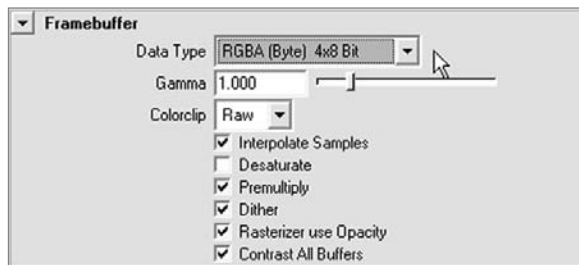 Framebuffer
Data Type RGBA (Byte) 4x8 Bit
Gamma 1.000
Colorclip Raw
Interpolate Samples
Desaturate
Premultiply
Dither
Rasterizer use Opacity
Contrast All Buffers